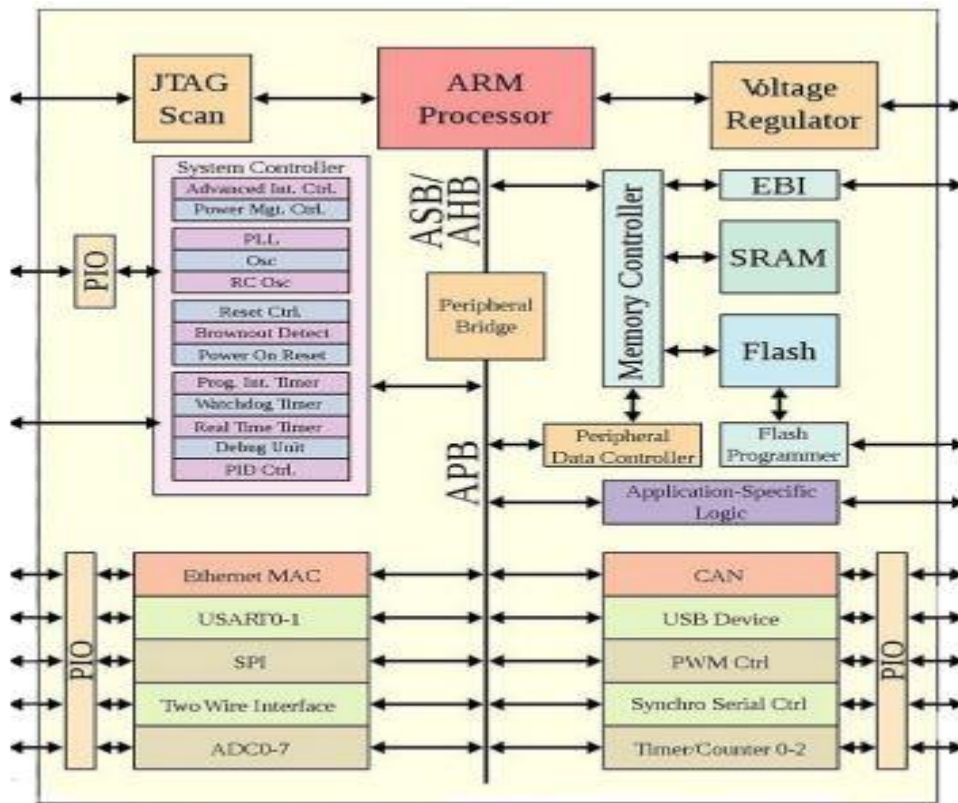 JTAG
Scan
ARM
Processor
Voltage
Regulator
System Controller
Advanced Int. Ctrl.
Power Mgt. Ctrl.
PLL
Osc
RC Osc
Reset Ctrl.
Brownout Detect
Power On Reset
Prog. Int. Timer
Watchdog Timer
Real Time Timer
Debug Unit
PID Ctrl.
PIO
ASB/
AHB
Peripheral
Bridge
APB
Memory Controller
EBI
SRAM
Flash
Peripheral
Data Controller
Flash
Programmer
Application-Specific
Logic
PIO
Ethernet MAC
USART0-1
SPI
Two Wire Interface
ADC0-7
CAN
USB Device
PWM Ctrl
Synchro Serial Ctrl
Timer/Counter 0-2
PIO